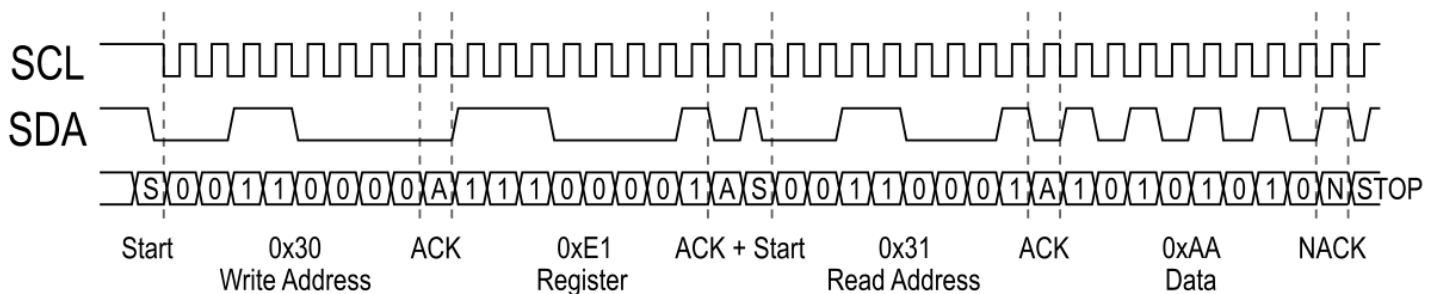 SCL
SDA
S 0 0 1 1 0 0 0 0 A 1 1 1 0 0 0 0 1 A S 0 0 1 1 0 0 0 1 A 1 0 1 0 1 0 1 0 N STOP
Start 0x30 ACK 0xE1 ACK + Start 0x31 ACK 0xAA NACK
Write Address Register Read Address Data